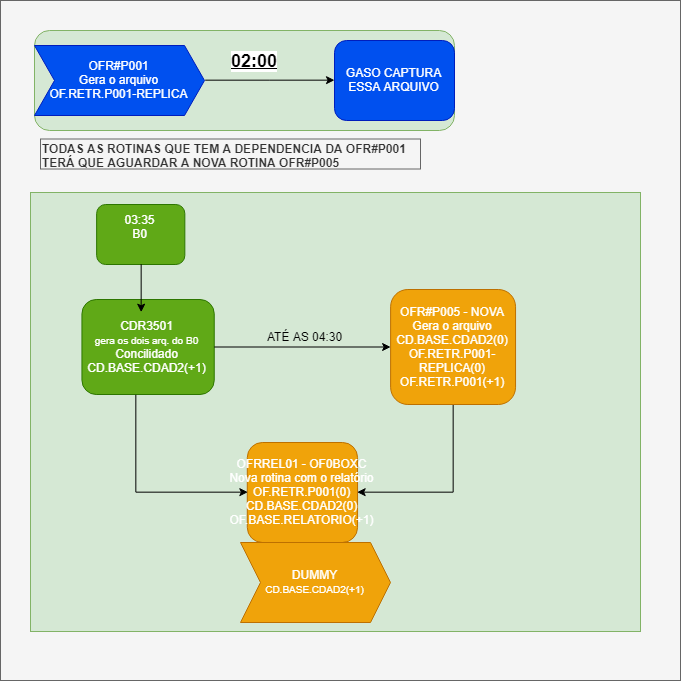 OFR#P001
Gera o arquivo
OF.RETR.P001-REPLICA
02:00
GASO CAPTURA
ESSA ARQUIVO
TODAS AS ROTINAS QUE TEM A DEPENDENCIA DA OFR#P001
TERÁ QUE AGUARDAR A NOVA ROTINA OFR#P005
03:35
B0
CDR3501
gera os dois arq. do B0
Concilidado
CD.BASE.CDAD2(+1)
ATÉ AS 04:30
OFR#P005 - NOVA
Gera o arquivo
CD.BASE.CDAD2(0)
OF.RETR.P001-
REPLICA(0)
OF.RETR.P001(+1)
OFRREL01 - OF0BOXC
Nova rotina com o relatório
OF.RETR.P001(0)
CD.BASE.CDAD2(0)
OF.BASE.RELATORIO(+1)
DUMMY
CD.BASE.CDAD2(+1)